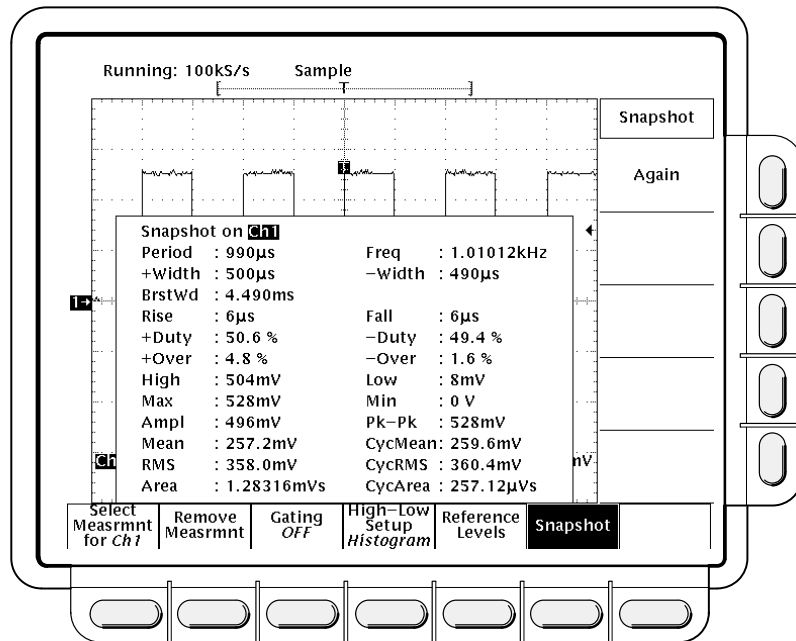 Running: 100kS/s Sample
T
Snapshot
Again
T
Snapshot on Ch1
Period : 990µs Freq : 1.01012kHz
+Width : 500µs −Width : 490µs
BrstWd : 4.490ms
Rise : 6µs Fall : 6µs
+Duty : 50.6 % −Duty : 49.4 %
+Over : 4.8 % −Over : 1.6 %
High : 504mV Low : 8mV
Max : 528mV Min : 0 V
Ampl : 496mV Pk−Pk : 528mV
Mean : 257.2mV CycMean: 259.6mV
RMS : 358.0mV CycRMS : 360.4mV
Area : 1.28316mVs CycArea : 257.12µVs
1→
Ch mV
Select Measrmnt for Ch1
Remove Measrmnt
Gating OFF
High−Low Setup Histogram
Reference Levels
Snapshot